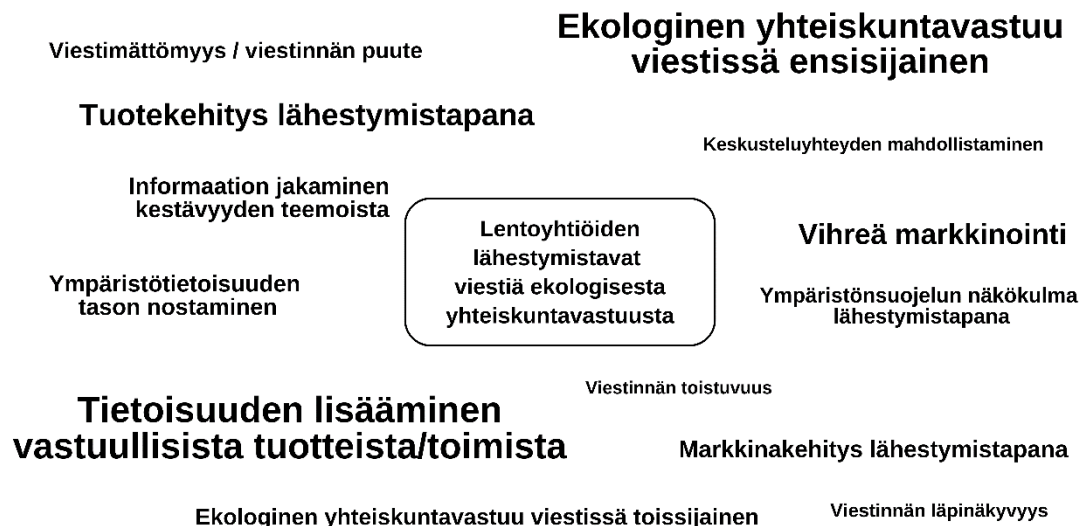 Viestimättömyys / viestinnän puute
Ekologinen yhteiskuntavastuu
viestissä ensisijainen
Tuotekehitys lähestymistapana
Keskusteluyhteyden mahdollistaminen
Informaation jakaminen
kestävyyden teemoista
Lentoyhtiöiden
lähestymistavat
viestiä ekologisesta
yhteiskuntavastuusta
Vihreä markkinointi
Ympäristötietoisuuden
tason nostaminen
Ympäristönsuojelun näkökulma
lähestymistapana
Viestinnän toistuvuus
Tietoisuuden lisääminen
vastuullisista tuotteista/toimista
Markkinakehitys lähestymistapana
Ekologinen yhteiskuntavastuu viestissä toissijainen
Viestinnän läpinäkyvyys